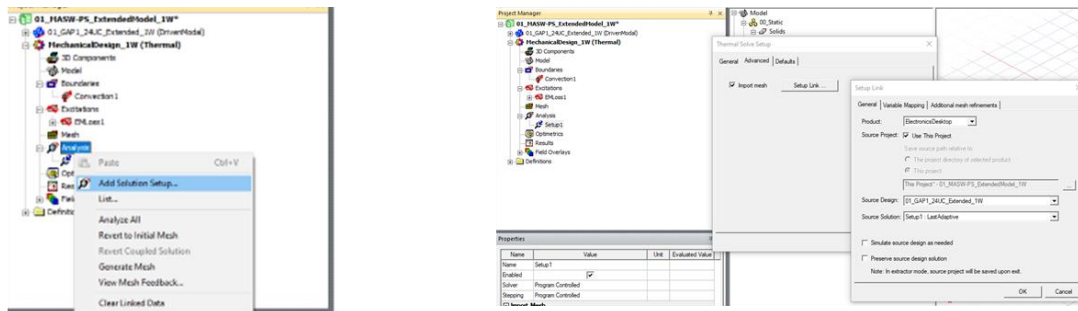 01_MASW-PS_ExtendedModel_1W*
01_GAP1_24UC_Extended_1W (DrivenModal)
MechanicalDesign_1W (Thermal)
3D Components
Model
Boundaries
Convection1
Excitations
EMLoss1
Mesh
Analysis
Paste Ctrl+V
Add Solution Setup...
List...
Analyze All
Revert to Initial Mesh
Revert Coupled Solution
Generate Mesh
View Mesh Feedback...
Clear Linked Data
Project Manager
01_MASW-PS_ExtendedModel_1W*
01_GAP1_24UC_Extended_1W (DrivenModal)
MechanicalDesign_1W (Thermal)
3D Components
Model
Boundaries
Convection1
Excitations
EMLoss1
Mesh
Analysis
Setup1
Optimetrics
Results
Field Overlays
Definitions
Model
00_Static
Solids
Thermal Solve Setup
General Advanced Defaults
Import mesh Setup Link ...
Setup Link
General Variable Mapping Additional mesh refinements
Product: ElectronicsDesktop
Source Project: Use This Project
Save source path relative to
The project directory of selected product
This project
This Project* - 01_MASW-PS_ExtendedModel_1W ...
Source Design: 01_GAP1_24UC_Extended_1W
Source Solution: Setup1 : LastAdaptive
Simulate source design as needed
Preserve source design solution
Note: In extractor mode, source project will be saved upon exit.
OK Cancel
Properties
Name Value Unit Evaluated Value
Name Setup1
Enabled
Solver Program Controlled
Stepping Program Controlled
Import Mesh